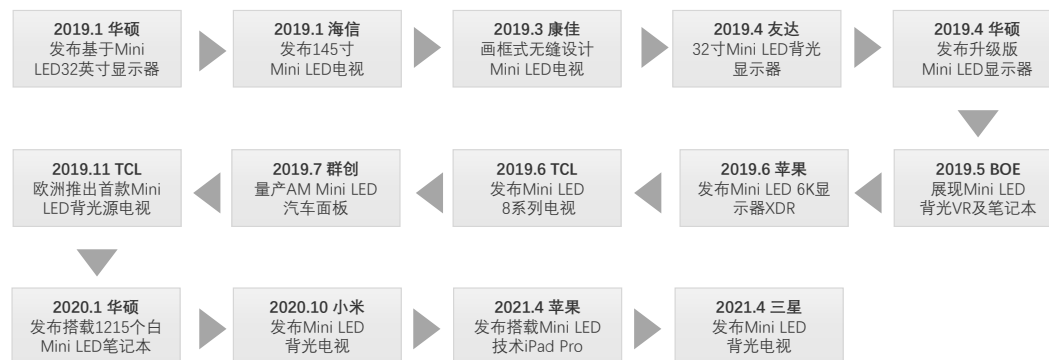 2019.1 华硕
发布基于Mini
LED32英寸显示器
2019.1 海信
发布145寸
Mini LED电视
2019.3 康佳
画框式无缝设计
Mini LED电视
2019.4 友达
32寸Mini LED背光
显示器
2019.4 华硕
发布升级版
Mini LED显示器
2019.5 BOE
展现Mini LED
背光VR及笔记本
2019.6 苹果
发布Mini LED 6K显
示器XDR
2019.6 TCL
发布Mini LED
8系列电视
2019.7 群创
量产AM Mini LED
汽车面板
2019.11 TCL
欧洲推出首款Mini
LED背光源电视
2020.1 华硕
发布搭载1215个白
Mini LED笔记本
2020.10 小米
发布Mini LED
背光电视
2021.4 苹果
发布搭载Mini LED
技术iPad Pro
2021.4 三星
发布Mini LED
背光电视